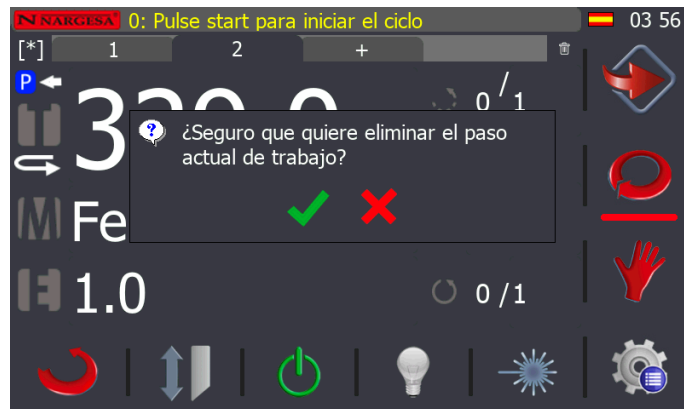 NARGESA 0: Pulse start para iniciar el ciclo 03 56
[*] 1 2 +
P
0/1
¿Seguro que quiere eliminar el paso
actual de trabajo?
Fe
1.0 0/1